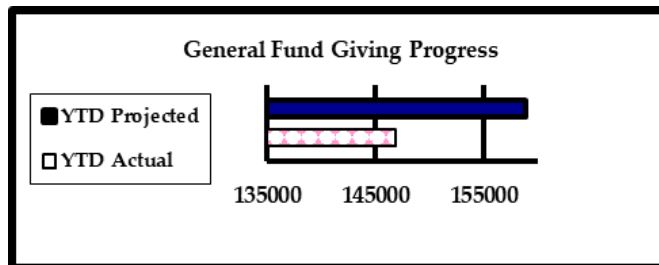 General Fund Giving Progress
YTD Projected
YTD Actual
135000 145000 155000